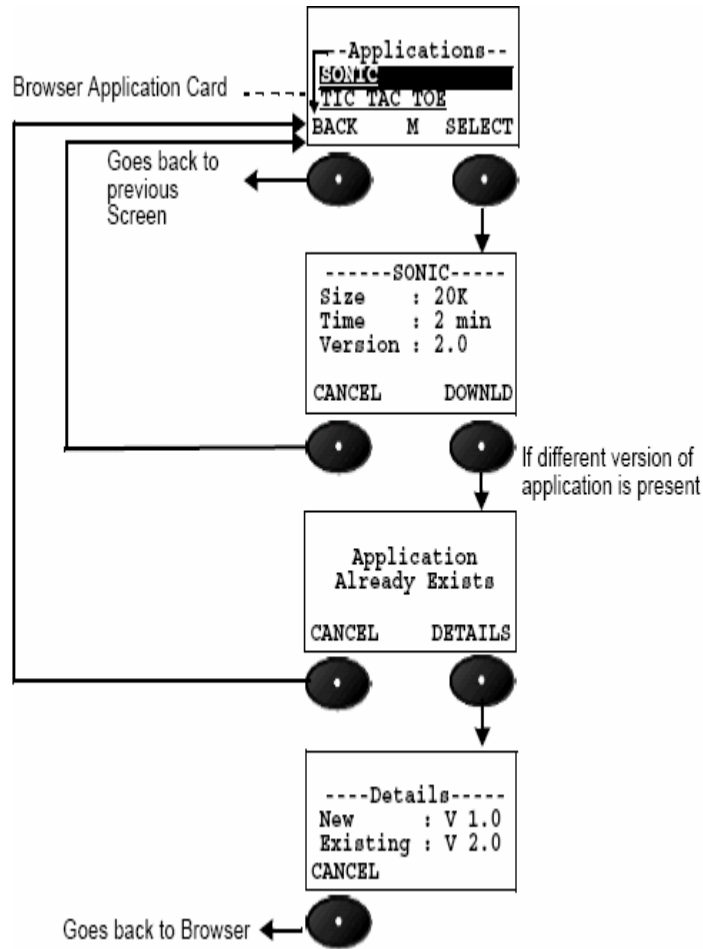 --Applications--
SONIC
TIC TAC TOE
BACK M SELECT
Browser Application Card
Goes back to
previous
Screen
------SONIC-----
Size : 20K
Time : 2 min
Version : 2.0
CANCEL DOWNLD
If different version of
application is present
Application
Already Exists
CANCEL DETAILS
----Details-----
New : V 1.0
Existing : V 2.0
CANCEL
Goes back to Browser